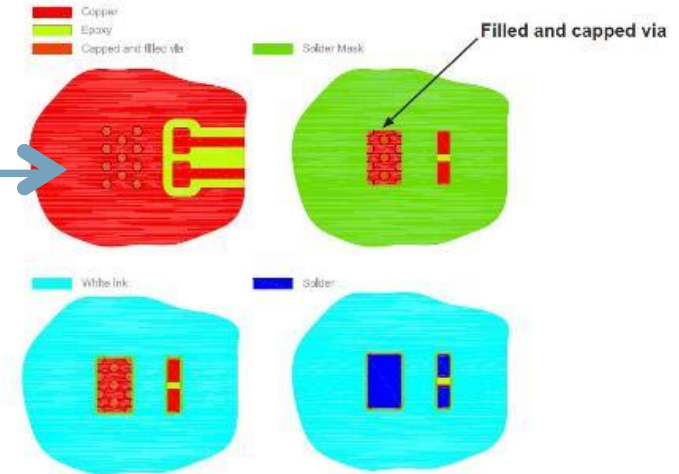 Copper
Epoxy
Capped and filled via
Solder Mask
Filled and capped via
White Ink
Solder